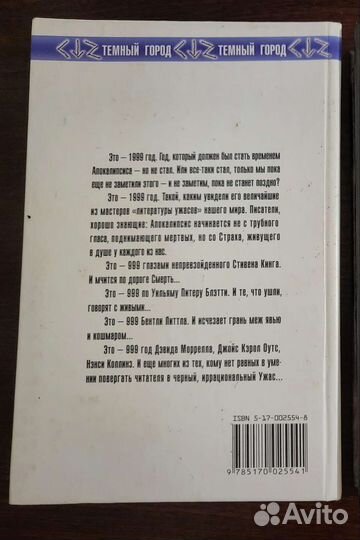 ТЕМНЫЙ ГОРОД ТЕМНЫЙ ГОРОД
Это – 1999 год. Год, который должен был стать временем
Апокалипсиса – но не стал. Или все-таки стал, только мы пока
еще не заметили этого – и не заметим, пока не станет поздно?
Это – 1999 год. Такой, каким увидели его величайшие
из мастеров «литературы ужасов» нашего мира. Писатели,
хорошо знающие: Апокалипсис начинается не с трубного
гласа, поднимающего мертвых, но со Страха, живущего
в душе у каждого из нас.
Это – 999 глазами непревзойденного Стивена Кинга.
И мчится по дороге Смерть...
Это – 999 по Уильяму Питеру Блэтти. И те, что ушли,
говорят с живыми...
Это – 999 Бентли Литтла. И исчезает грань меж явью
и кошмаром...
Это – 999 год Дэвида Моррелла, Джойс Кэрол Оутс,
Нэнси Коллинз. И еще многих из тех, кому нет равных в уме-
нии повергать читателя в черный, иррациональный Ужас...
ISBN 5-17-002554-8
9 785170 025541
Avito